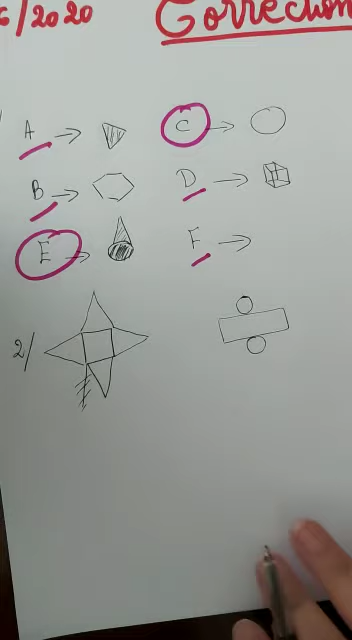 6/2020 Correction
A → C →
B → D →
E → F →
2/